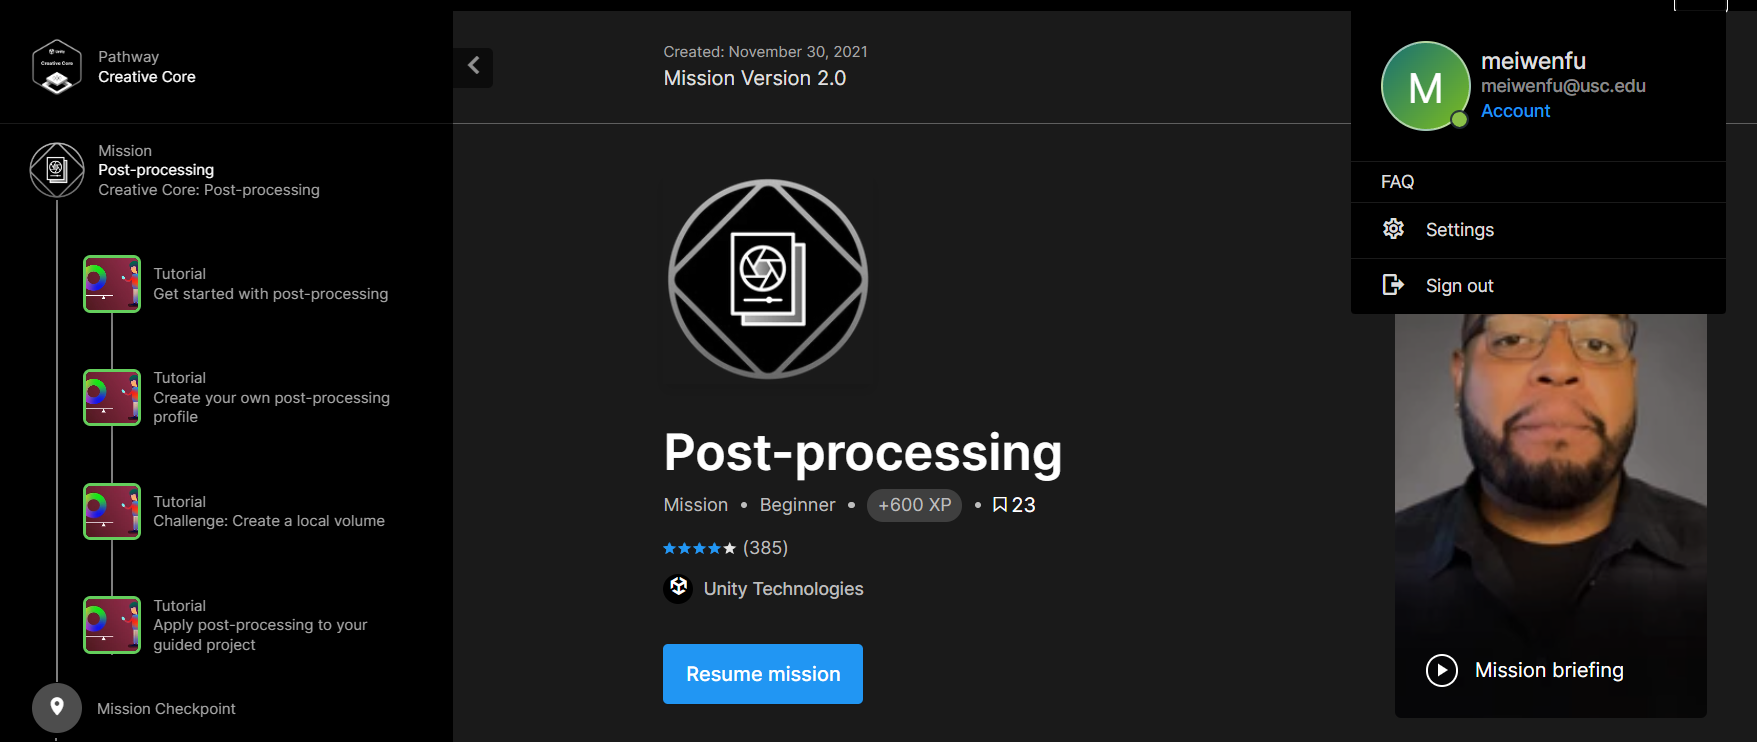 Pathway
Creative Core
Mission
Post-processing
Creative Core: Post-processing
Tutorial
Get started with post-processing
Tutorial
Create your own post-processing
profile
Tutorial
Challenge: Create a local volume
Tutorial
Apply post-processing to your
guided project
Mission Checkpoint
Created: November 30, 2021
Mission Version 2.0
Post-processing
Mission • Beginner • +600 XP • 23
(385)
Unity Technologies
Resume mission
M
meiwenfu
meiwenfu@usc.edu
Account
FAQ
Settings
Sign out
Mission briefing